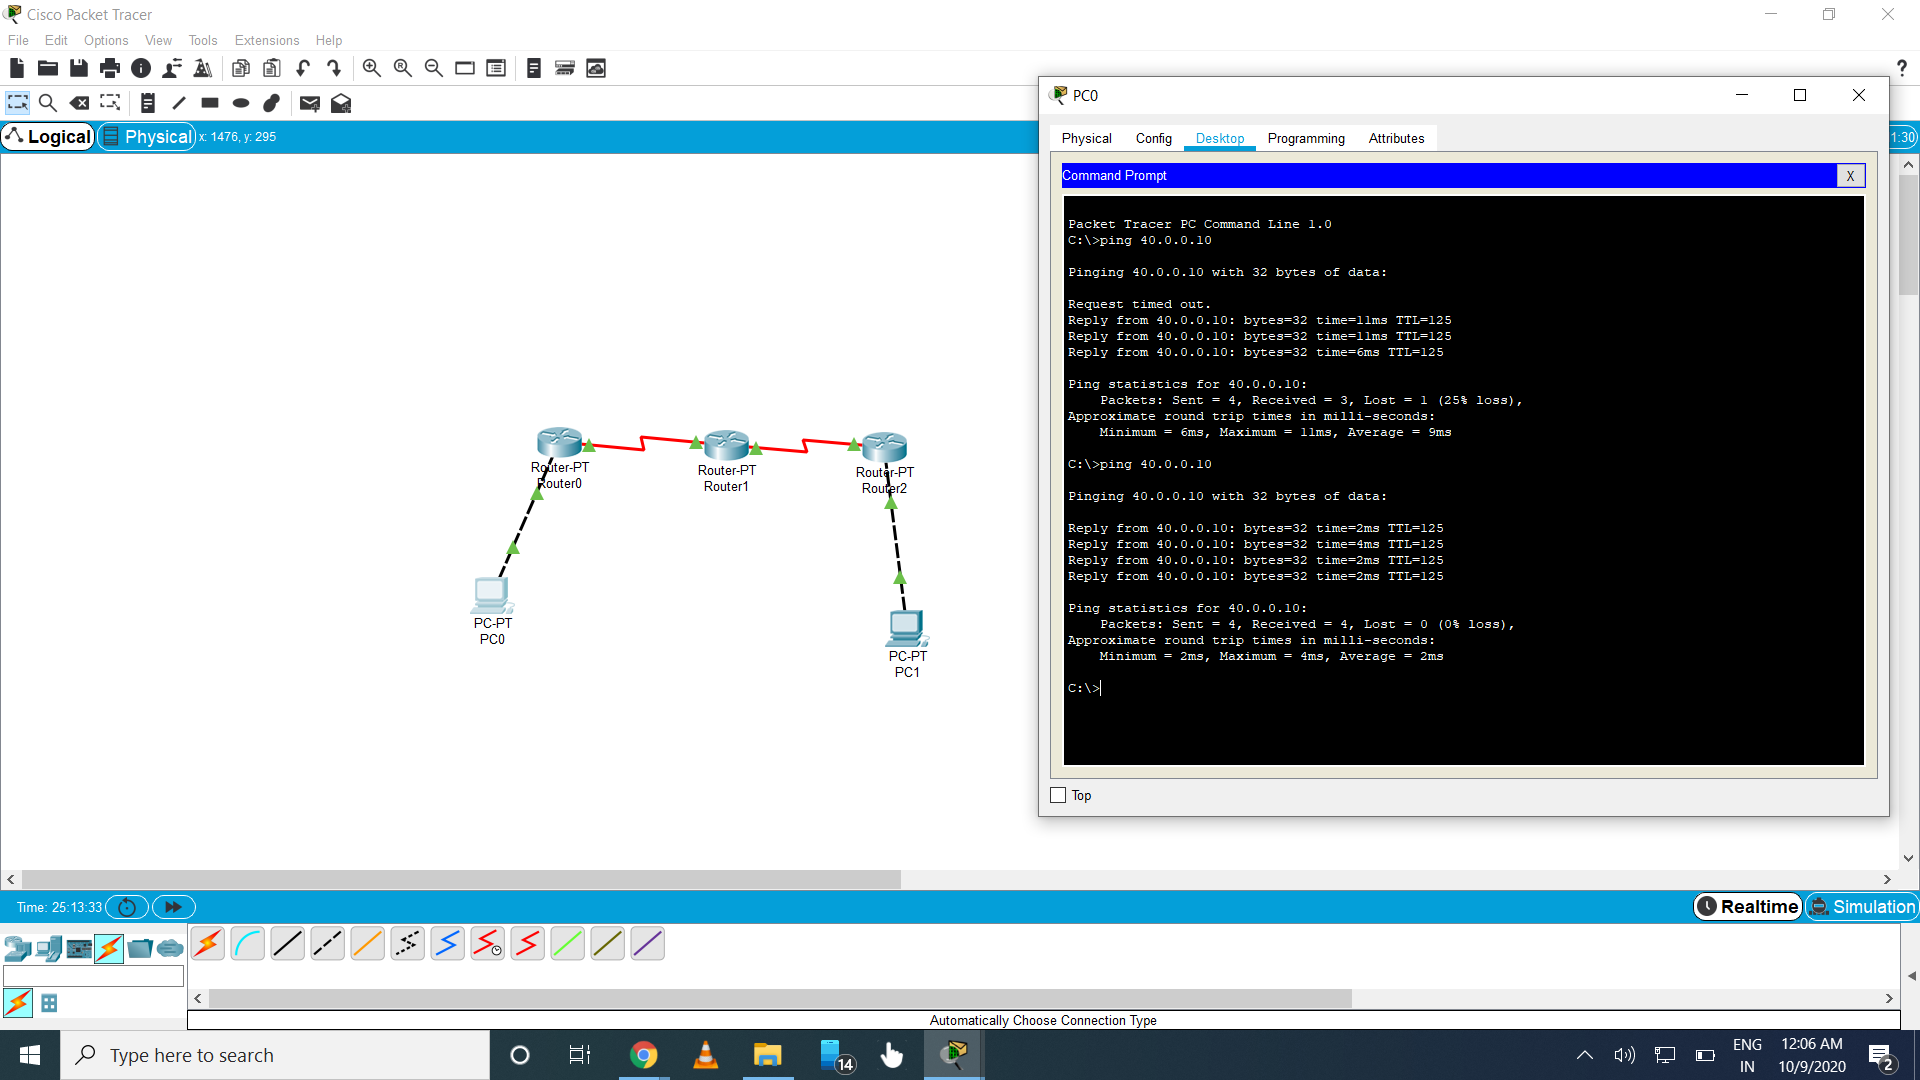 Cisco Packet Tracer
File Edit Options View Tools Extensions Help
?
Logical Physical x: 1476, y: 295
1:30
PC0
Physical Config Desktop Programming Attributes
Command Prompt X
Packet Tracer PC Command Line 1.0
C:\>ping 40.0.0.10
Pinging 40.0.0.10 with 32 bytes of data:
Request timed out.
Reply from 40.0.0.10: bytes=32 time=11ms TTL=125
Reply from 40.0.0.10: bytes=32 time=11ms TTL=125
Reply from 40.0.0.10: bytes=32 time=6ms TTL=125
Ping statistics for 40.0.0.10:
Packets: Sent = 4, Received = 3, Lost = 1 (25% loss),
Approximate round trip times in milli-seconds:
Minimum = 6ms, Maximum = 11ms, Average = 9ms
C:\>ping 40.0.0.10
Pinging 40.0.0.10 with 32 bytes of data:
Reply from 40.0.0.10: bytes=32 time=2ms TTL=125
Reply from 40.0.0.10: bytes=32 time=4ms TTL=125
Reply from 40.0.0.10: bytes=32 time=2ms TTL=125
Reply from 40.0.0.10: bytes=32 time=2ms TTL=125
Ping statistics for 40.0.0.10:
Packets: Sent = 4, Received = 4, Lost = 0 (0% loss),
Approximate round trip times in milli-seconds:
Minimum = 2ms, Maximum = 4ms, Average = 2ms
C:\>
Top
Router-PT
Router0
Router-PT
Router1
Router-PT
Router2
PC-PT
PC0
PC-PT
PC1
Time: 25:13:33
Realtime Simulation
Automatically Choose Connection Type
Type here to search
14
ENG
IN
12:06 AM
10/9/2020
2